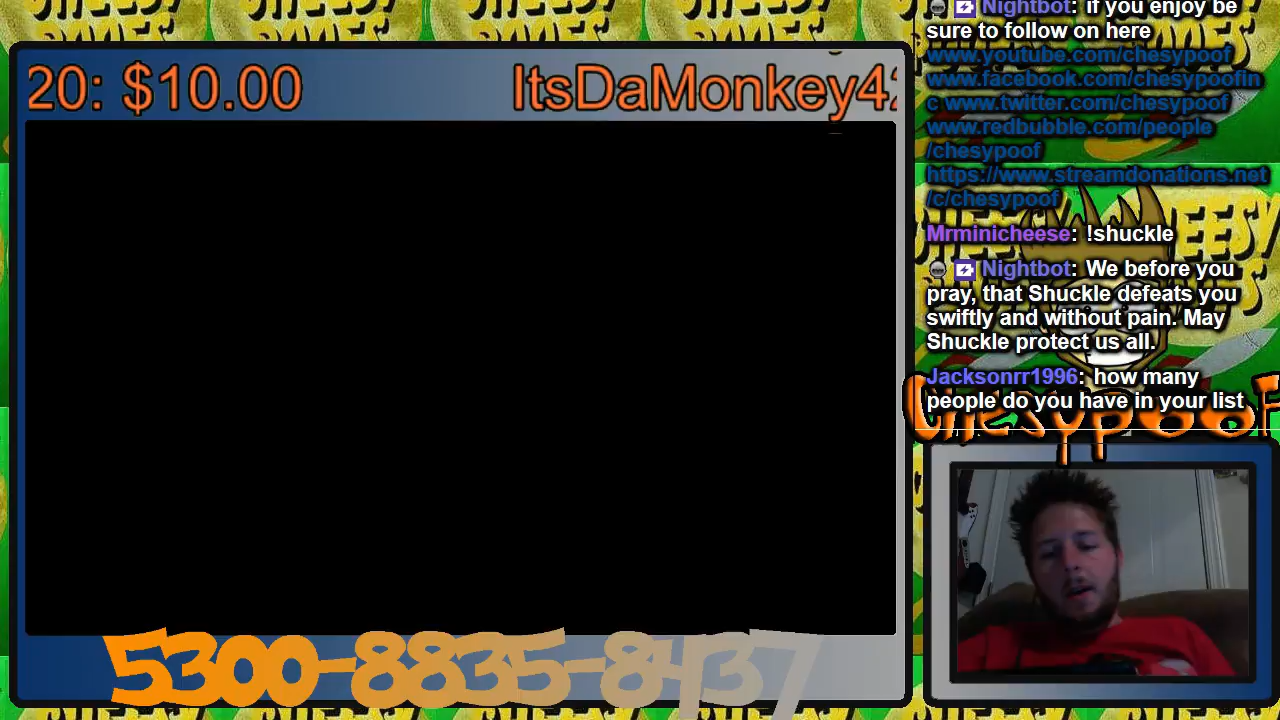 20: $10.00 ItsDaMonkey42
Nightbot: if you enjoy be
sure to follow on here
www.youtube.com/chesypoof
www.facebook.com/chesypoofin
c www.twitter.com/chesypoof
www.redbubble.com/people
/chesypoof
https://www.streamdonations.net
/c/chesypoof
Mrminicheese: !shuckle
Nightbot: We before you
pray, that Shuckle defeats you
swiftly and without pain. May
Shuckle protect us all.
Jacksonrr1996: how many
people do you have in your list
Chesypoof
5300-8835-8437